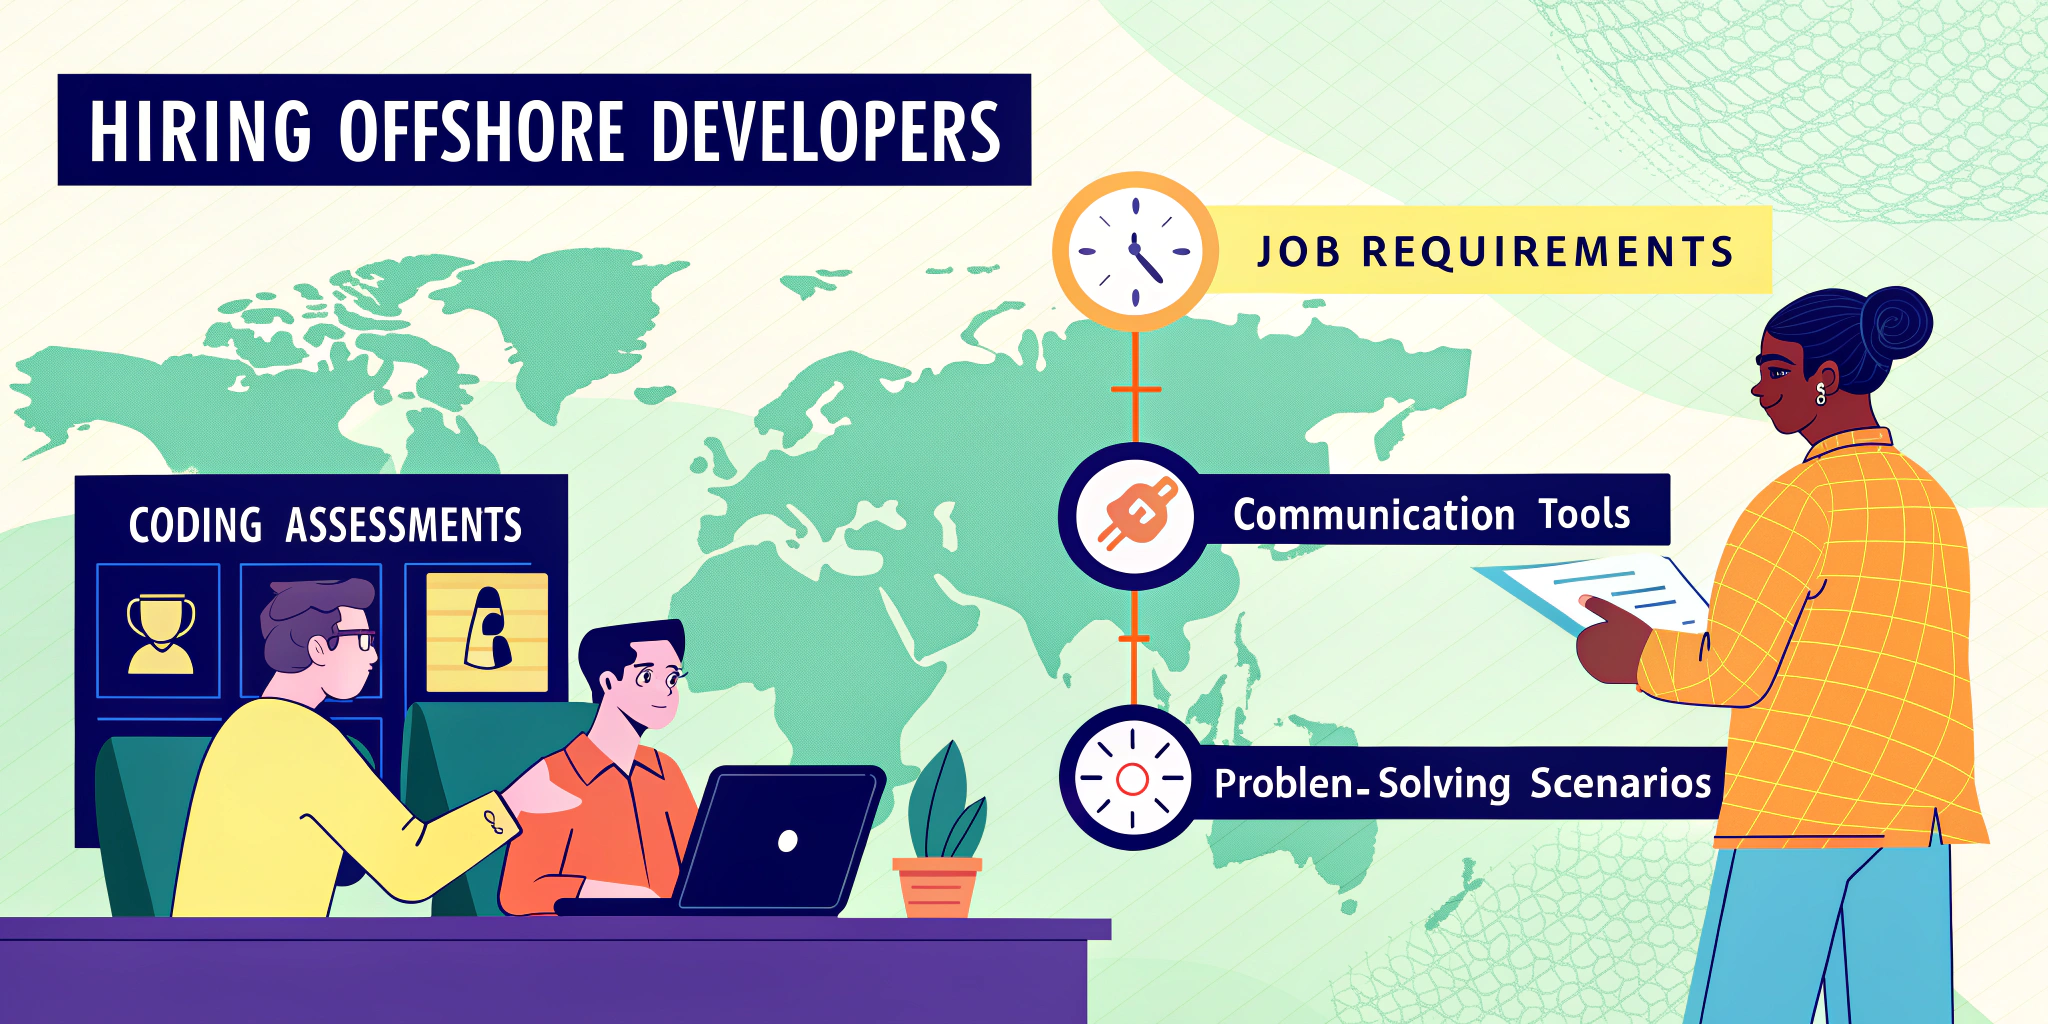 HIRING OFFSHORE DEVELOPERS
JOB REQUIREMENTS
Communication Tools
CODING ASSESSMENTS
Problen-Solving Scenarios